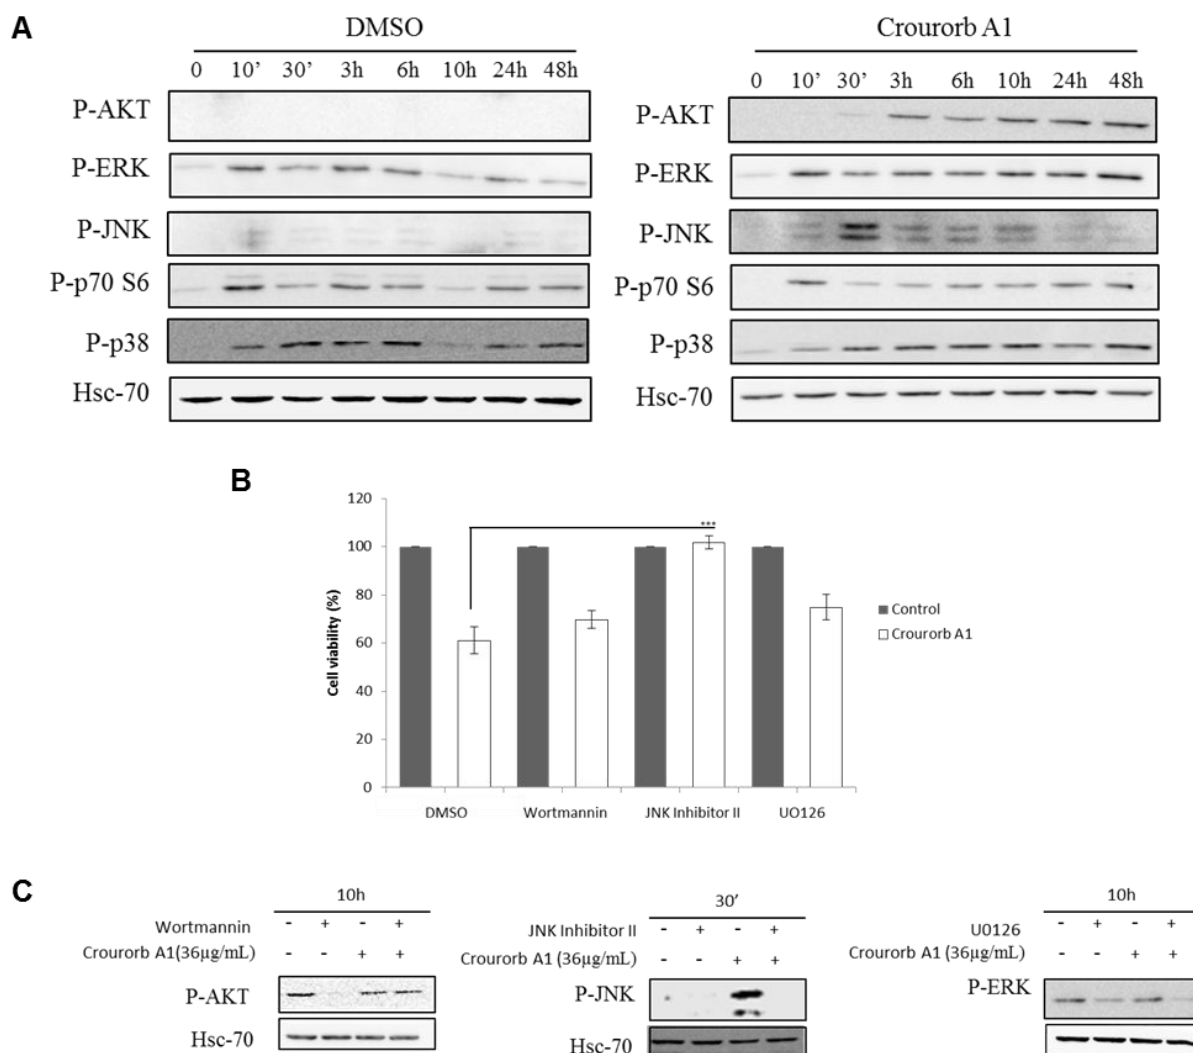 A
DMSO
0 10’ 30’ 3h 6h 10h 24h 48h
P-AKT
P-ERK
P-JNK
P-p70 S6
P-p38
Hsc-70
Crourorb A1
0 10’ 30’ 3h 6h 10h 24h 48h
P-AKT
P-ERK
P-JNK
P-p70 S6
P-p38
Hsc-70
B
Cell viability (%)
120
100
80
60
40
20
0
***
DMSO Wortmannin JNK Inhibitor II UO126
Control
Crourorb A1
C
10h
Wortmannin - + - +
Crourorb A1(36µg/mL) - - + +
P-AKT
Hsc-70
30’
JNK Inhibitor II - + - +
Crourorb A1 (36µg/mL) - - + +
P-JNK
Hsc-70
10h
U0126 - + - +
Crourorb A1 (36µg/mL) - - + +
P-ERK